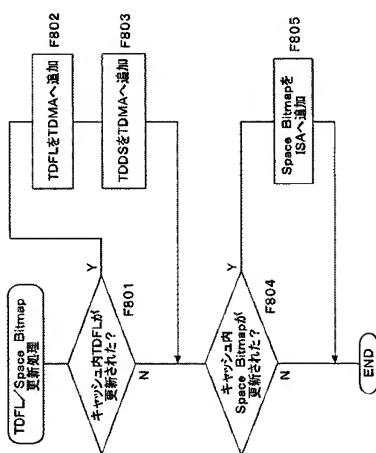 TDFL/Space Bitmap
更新処理
キャッシュ内TDFLが
更新された?
F801
Y
N
TDFLをTDMAへ追加
F802
TDDSをTDMAへ追加
F803
キャッシュ内
Space Bitmapが
更新された?
F804
Y
N
Space Bitmapを
ISAへ追加
F805
END